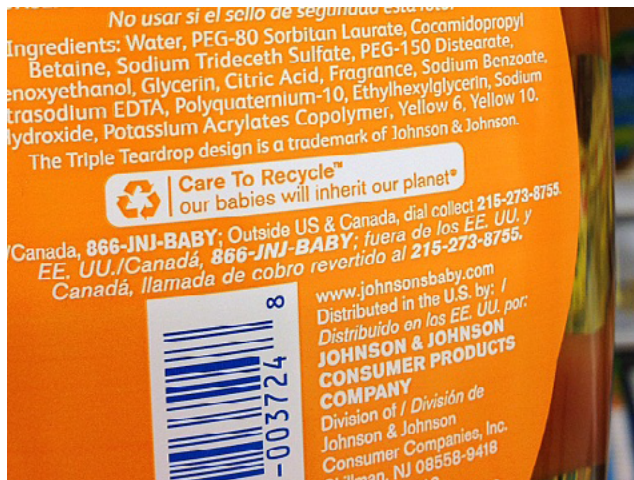 No usar si el sello de seguridad está roto.
Ingredients: Water, PEG-80 Sorbitan Laurate, Cocamidopropyl
Betaine, Sodium Trideceth Sulfate, PEG-150 Distearate,
enoxyethanol, Glycerin, Citric Acid, Fragrance, Sodium Benzoate,
trasodium EDTA, Polyquaternium-10, Ethylhexylglycerin, Sodium
ydroxide, Potassium Acrylates Copolymer, Yellow 6, Yellow 10.
The Triple Teardrop design is a trademark of Johnson & Johnson.
Care To Recycle™
our babies will inherit our planet®
/Canada, 866-JNJ-BABY; Outside US & Canada, dial collect 215-273-8755.
EE. UU./Canadá, 866-JNJ-BABY; fuera de los EE. UU. y
Canadá, llamada de cobro revertido al 215-273-8755.
www.johnsonsbaby.com
Distributed in the U.S. by: /
Distribuido en los EE. UU. por:
JOHNSON & JOHNSON
CONSUMER PRODUCTS
COMPANY
Division of / División de
Johnson & Johnson
Consumer Companies, Inc.
NJ 08558-9418
-003724 8